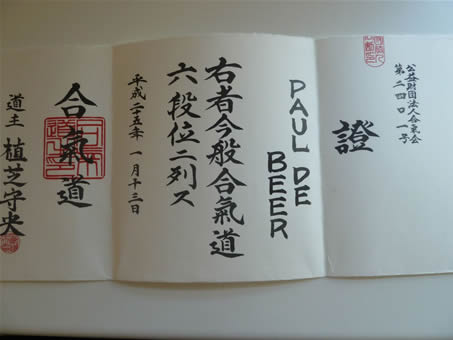 公益財団法人合氣会
第二四〇一号
證
PAUL DE
BEER
右者今般合氣道
六段位ニ列ス
平成二五年 一月十三日
合氣道
道主 植芝守央